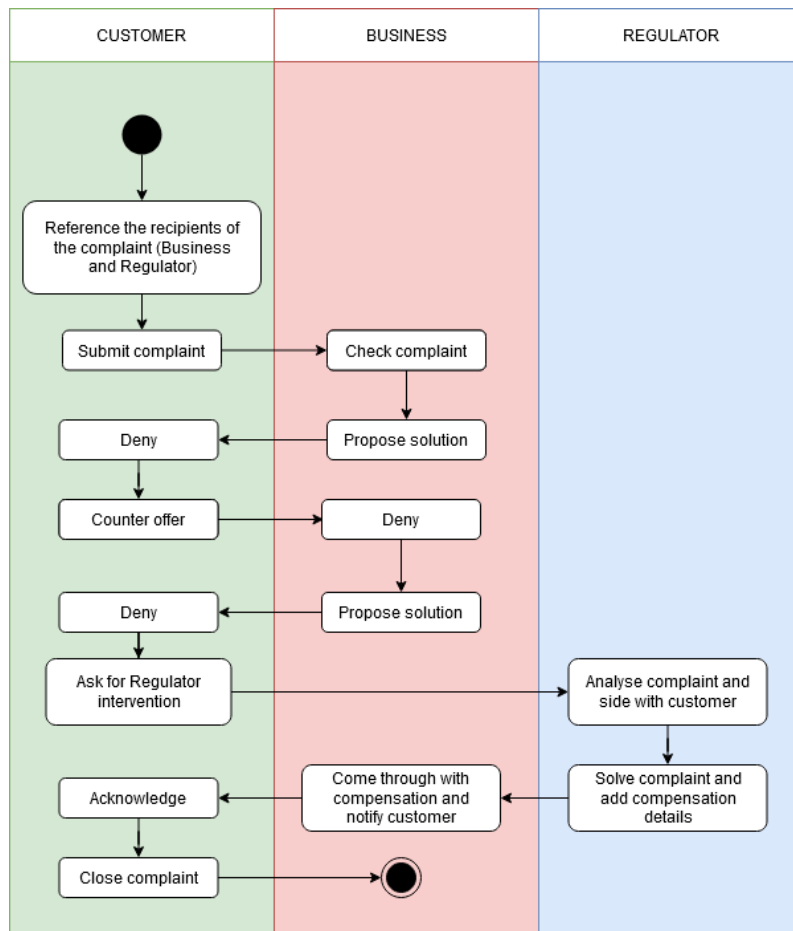 CUSTOMER
BUSINESS
REGULATOR
Reference the recipients of
the complaint (Business
and Regulator)
Submit complaint
Check complaint
Deny
Propose solution
Counter offer
Deny
Deny
Propose solution
Ask for Regulator
intervention
Analyse complaint and
side with customer
Acknowledge
Come through with
compensation and
notify customer
Solve complaint and
add compensation
details
Close complaint